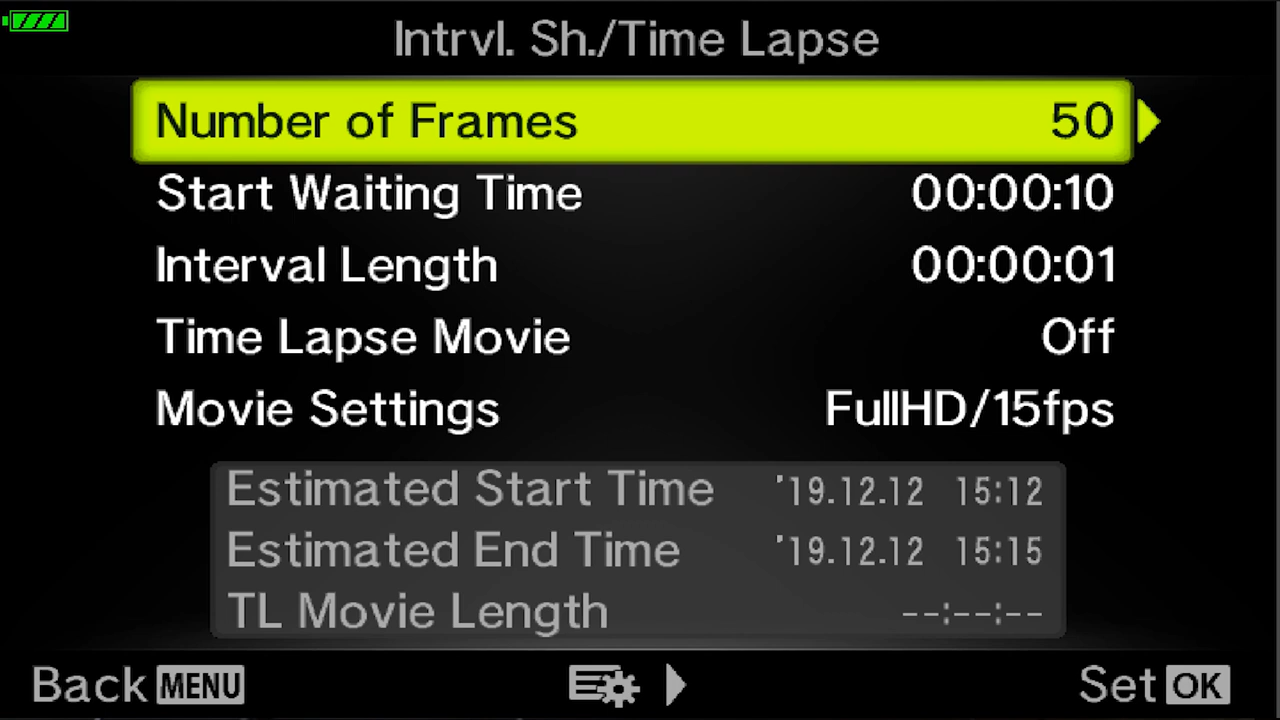 Intrvl. Sh./Time Lapse
Number of Frames 50
Start Waiting Time 00:00:10
Interval Length 00:00:01
Time Lapse Movie Off
Movie Settings FullHD/15fps
Estimated Start Time '19.12.12 15:12
Estimated End Time '19.12.12 15:15
TL Movie Length --:--:--
Back MENU Set OK